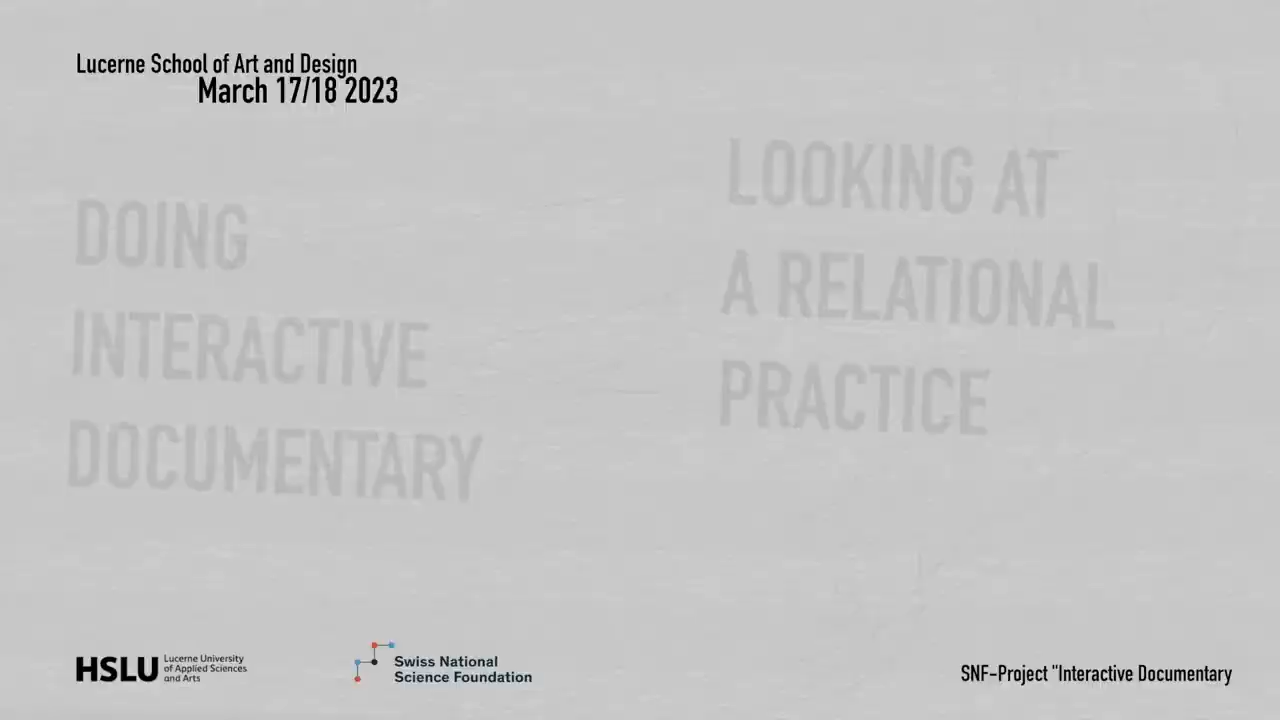 Lucerne School of Art and Design
March 17/18 2023
DOING
INTERACTIVE
DOCUMENTARY
LOOKING AT
A RELATIONAL
PRACTICE
HSLU Lucerne University
of Applied Sciences
and Arts
Swiss National
Science Foundation
SNF-Project "Interactive Documentary